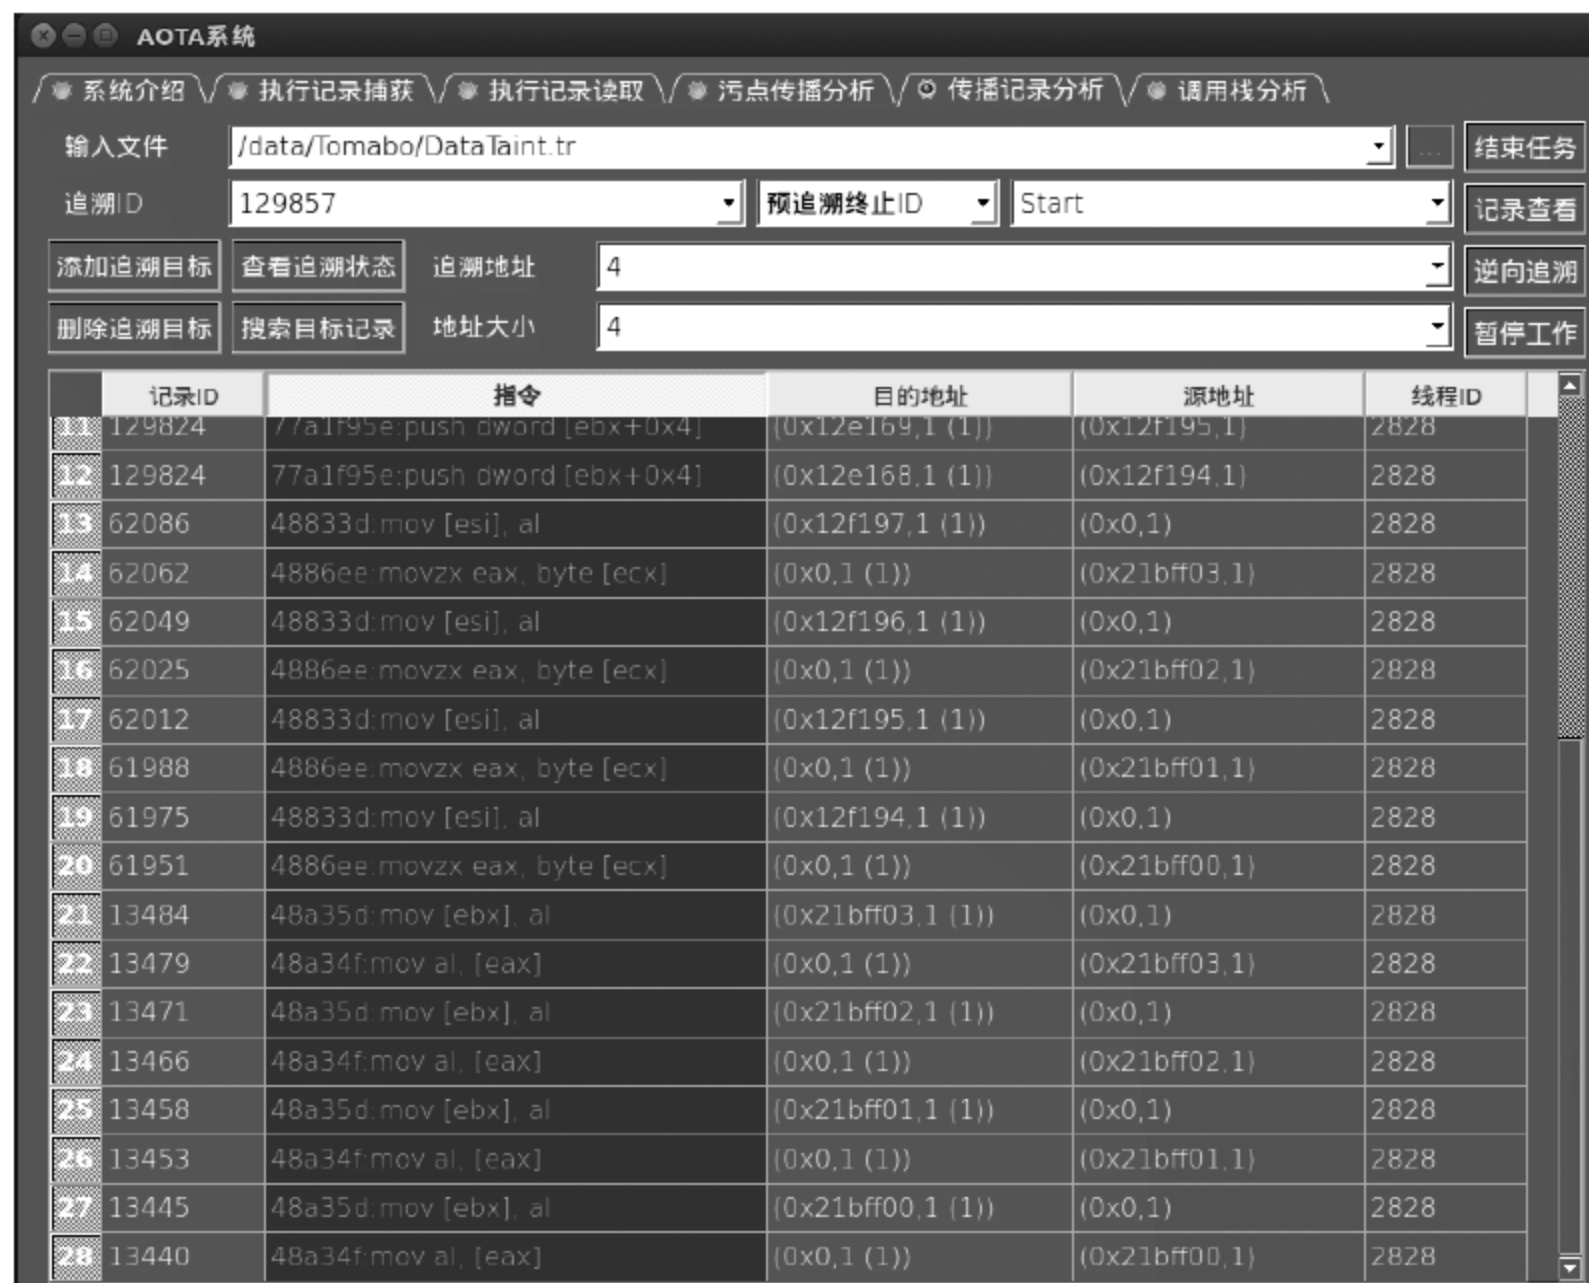 AOTA系统
系统介绍 执行记录捕获 执行记录读取 污点传播分析 传播记录分析 调用栈分析
输入文件 /data/Tomabo/DataTaint.tr ... 结束任务
追溯ID 129857 预追溯终止ID Start 记录查看
添加追溯目标 查看追溯状态 追溯地址 4 逆向追溯
删除追溯目标 搜索目标记录 地址大小 4 暂停工作
记录ID 指令 目的地址 源地址 线程ID
11 129824 77a1f95e:push dword [ebx+0x4] (0x12e169,1 (1)) (0x12f195,1) 2828
12 129824 77a1f95e:push dword [ebx+0x4] (0x12e168,1 (1)) (0x12f194,1) 2828
13 62086 48833d:mov [esi], al (0x12f197,1 (1)) (0x0,1) 2828
14 62062 4886ee:movzx eax, byte [ecx] (0x0,1 (1)) (0x21bff03,1) 2828
15 62049 48833d:mov [esi], al (0x12f196,1 (1)) (0x0,1) 2828
16 62025 4886ee:movzx eax, byte [ecx] (0x0,1 (1)) (0x21bff02,1) 2828
17 62012 48833d:mov [esi], al (0x12f195,1 (1)) (0x0,1) 2828
18 61988 4886ee:movzx eax, byte [ecx] (0x0,1 (1)) (0x21bff01,1) 2828
19 61975 48833d:mov [esi], al (0x12f194,1 (1)) (0x0,1) 2828
20 61951 4886ee:movzx eax, byte [ecx] (0x0,1 (1)) (0x21bff00,1) 2828
21 13484 48a35d:mov [ebx], al (0x21bff03,1 (1)) (0x0,1) 2828
22 13479 48a34f:mov al, [eax] (0x0,1 (1)) (0x21bff03,1) 2828
23 13471 48a35d:mov [ebx], al (0x21bff02,1 (1)) (0x0,1) 2828
24 13466 48a34f:mov al, [eax] (0x0,1 (1)) (0x21bff02,1) 2828
25 13458 48a35d:mov [ebx], al (0x21bff01,1 (1)) (0x0,1) 2828
26 13453 48a34f:mov al, [eax] (0x0,1 (1)) (0x21bff01,1) 2828
27 13445 48a35d:mov [ebx], al (0x21bff00,1 (1)) (0x0,1) 2828
28 13440 48a34f:mov al, [eax] (0x0,1 (1)) (0x21bff00,1) 2828